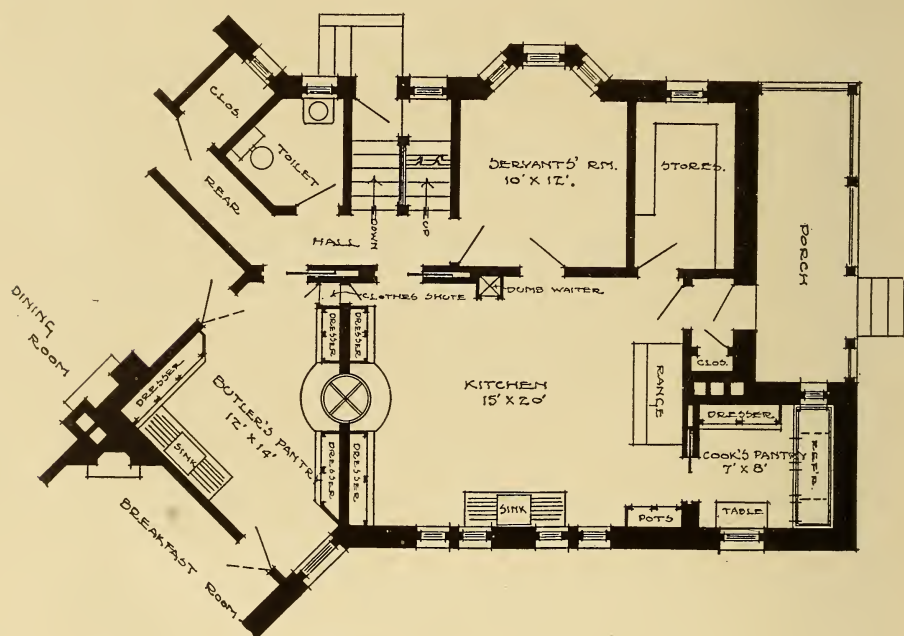 CLOS.
TOILET
REAR
HALL
DOWN
UP
SERVANTS' RM.
10' X 12'.
STORES.
PORCH
CLOTHES SHUTE
DUMB WAITER
DINING
ROOM
DRESSER
DRESSER
DRESSER
BUTLER'S PANTRY.
12' X 14'
SINK
DRESSER
DRESSER
KITCHEN
15' X 20'
RANGE
CLOS.
DRESSER
COOK'S PANTRY
7' X 8'
REF'R.
SINK
POTS
TABLE
BREAKFAST ROOM